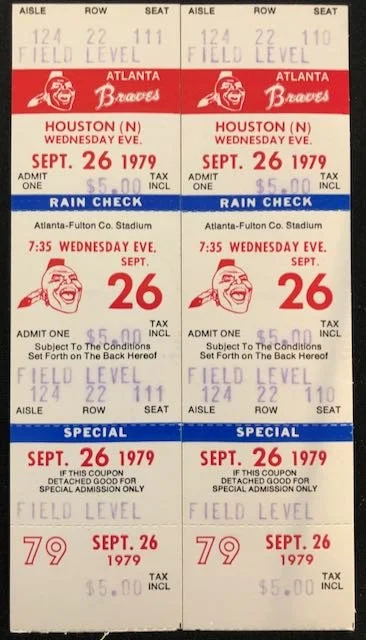 AISLE ROW SEAT
124 22 111
FIELD LEVEL
ATLANTA
Braves
HOUSTON (N)
WEDNESDAY EVE.
SEPT. 26 1979
ADMIT ONE $5.00 TAX INCL
RAIN CHECK
Atlanta-Fulton Co. Stadium
7:35 WEDNESDAY EVE.
SEPT.
26
ADMIT ONE $5.00 TAX INCL
Subject To The Conditions
Set Forth on The Back Hereof
FIELD LEVEL
124 22 111
AISLE ROW SEAT
SPECIAL
SEPT. 26 1979
IF THIS COUPON
DETACHED GOOD FOR
SPECIAL ADMISSION ONLY
FIELD LEVEL
79 SEPT. 26
1979
$5.00 TAX INCL
AISLE ROW SEAT
124 22 110
FIELD LEVEL
ATLANTA
Braves
HOUSTON (N)
WEDNESDAY EVE.
SEPT. 26 1979
ADMIT ONE $5.00 TAX INCL
RAIN CHECK
Atlanta-Fulton Co. Stadium
7:35 WEDNESDAY EVE.
SEPT.
26
ADMIT ONE $5.00 TAX INCL
Subject To The Conditions
Set Forth on The Back Hereof
FIELD LEVEL
124 22 110
AISLE ROW SEAT
SPECIAL
SEPT. 26 1979
IF THIS COUPON
DETACHED GOOD FOR
SPECIAL ADMISSION ONLY
FIELD LEVEL
79 SEPT. 26
1979
$5.00 TAX INCL